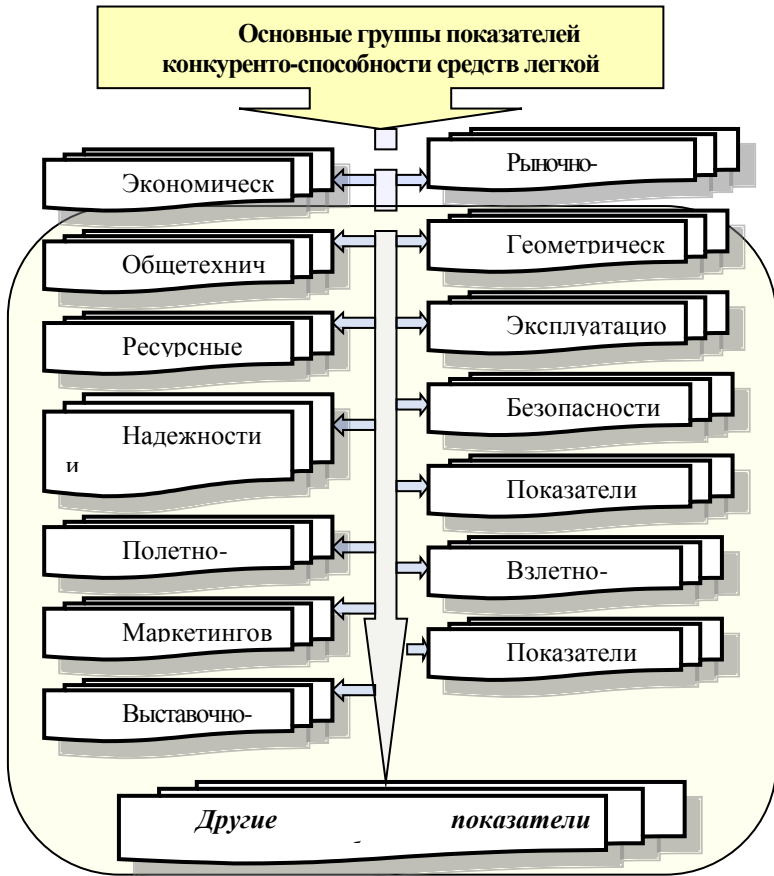 Основные группы показателей
конкуренто-способности средств легкой
Экономическ
Рыночно-
Общетехнич
Геометрическ
Ресурсные
Эксплуатацио
Надежности
и
Безопасности
Показатели
Полетно-
Взлетно-
Маркетингов
Показатели
Выставочно-
Другие показатели